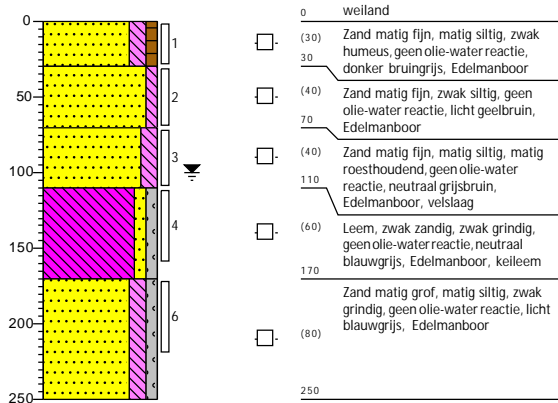 0
50
100
150
200
250
1
2
3
4
6
0 weiland
(30) Zand matig fijn, matig siltig, zwak
humeus, geen olie-water reactie,
30 donker bruingrijs, Edelmanboor
(40) Zand matig fijn, zwak siltig, geen
olie-water reactie, licht geelbruin,
70 Edelmanboor
(40) Zand matig fijn, matig siltig, matig
roesthoudend, geen olie-water
110 reactie, neutraal grijsbruin,
Edelmanboor, velslaag
(60) Leem, zwak zandig, zwak grindig,
geen olie-water reactie, neutraal
blauwgrijs, Edelmanboor, keileem
170
Zand matig grof, matig siltig, zwak
grindig, geen olie-water reactie, licht
(80) blauwgrijs, Edelmanboor
250